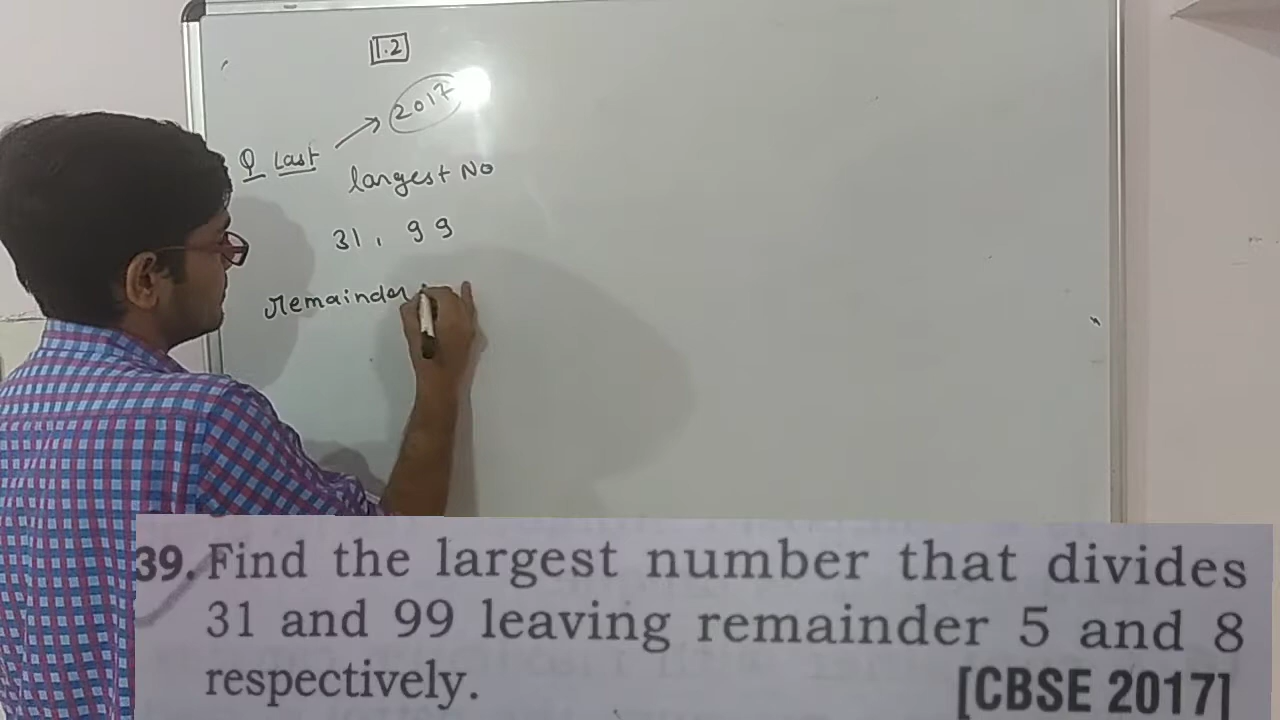 1.2
2017
Q Last
largest No
31, 99
remainder
39. Find the largest number that divides
31 and 99 leaving remainder 5 and 8
respectively. [CBSE 2017]